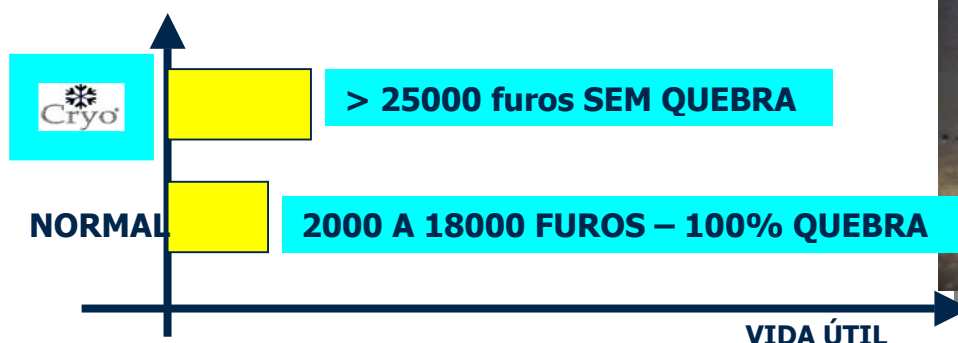 Cryo
> 25000 furos SEM QUEBRA
NORMAL
2000 A 18000 FUROS – 100% QUEBRA
VIDA ÚTIL